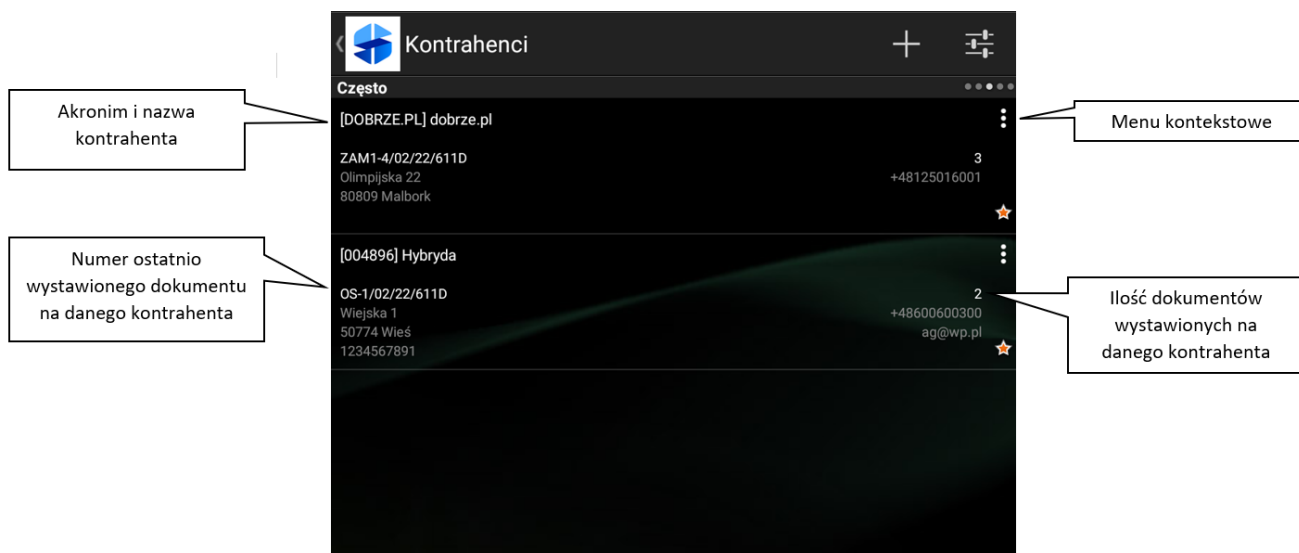 Kontrahenci
Często
Akronim i nazwa
kontrahenta
[DOBRZE.PL] dobrze.pl
Menu kontekstowe
ZAM1-4/02/22/611D
3
Olimpijska 22
+48125016001
80809 Malbork
Numer ostatnio
wystawionego dokumentu
na danego kontrahenta
[004896] Hybryda
OS-1/02/22/611D
2
Wiejska 1
+48600600300
50774 Wieś
ag@wp.pl
1234567891
Ilość dokumentów
wystawionych na
danego kontrahenta